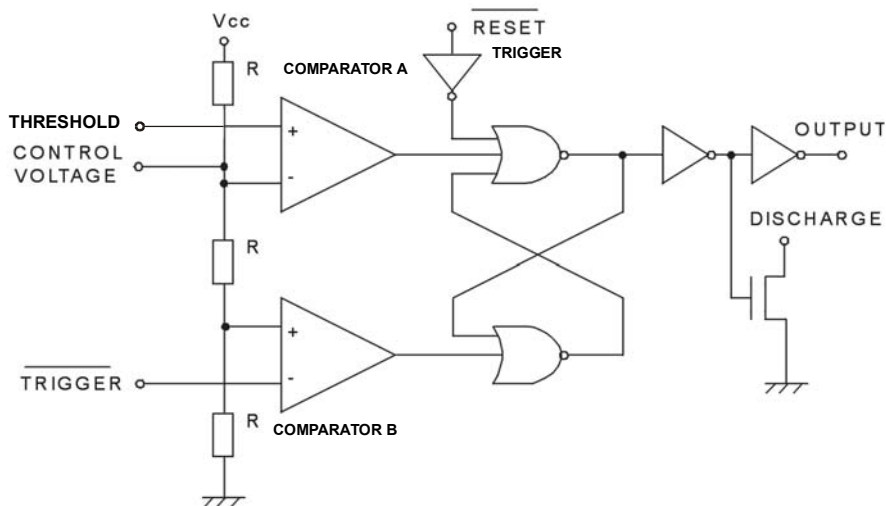 Vcc
RESET
TRIGGER
R
COMPARATOR A
THRESHOLD
+
OUTPUT
CONTROL
VOLTAGE
-
DISCHARGE
R
+
TRIGGER
-
R
COMPARATOR B